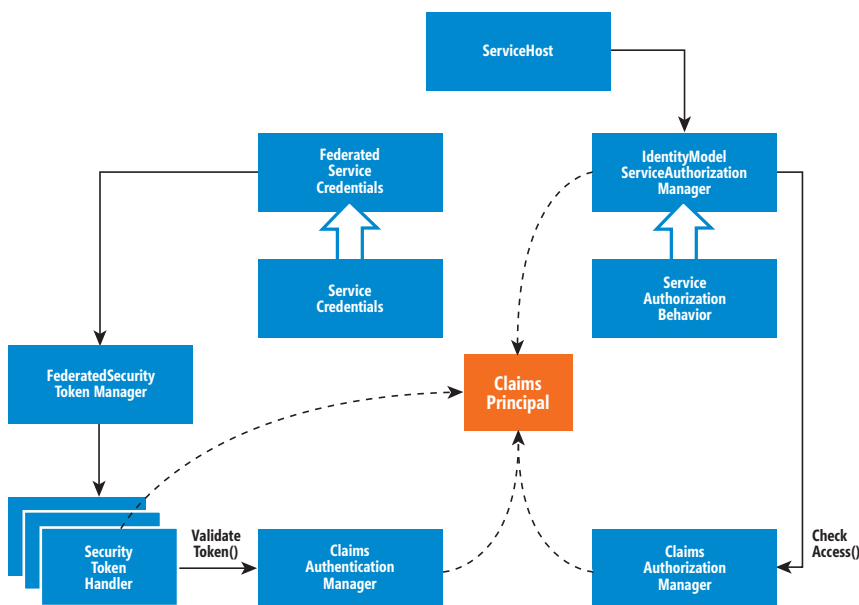 ServiceHost
Federated
Service
Credentials
IdentityModel
ServiceAuthorization
Manager
Service
Credentials
Service
Authorization
Behavior
FederatedSecurity
Token Manager
Claims
Principal
Security
Token
Handler
Validate
Token()
Claims
Authentication
Manager
Claims
Authorization
Manager
Check
Access()